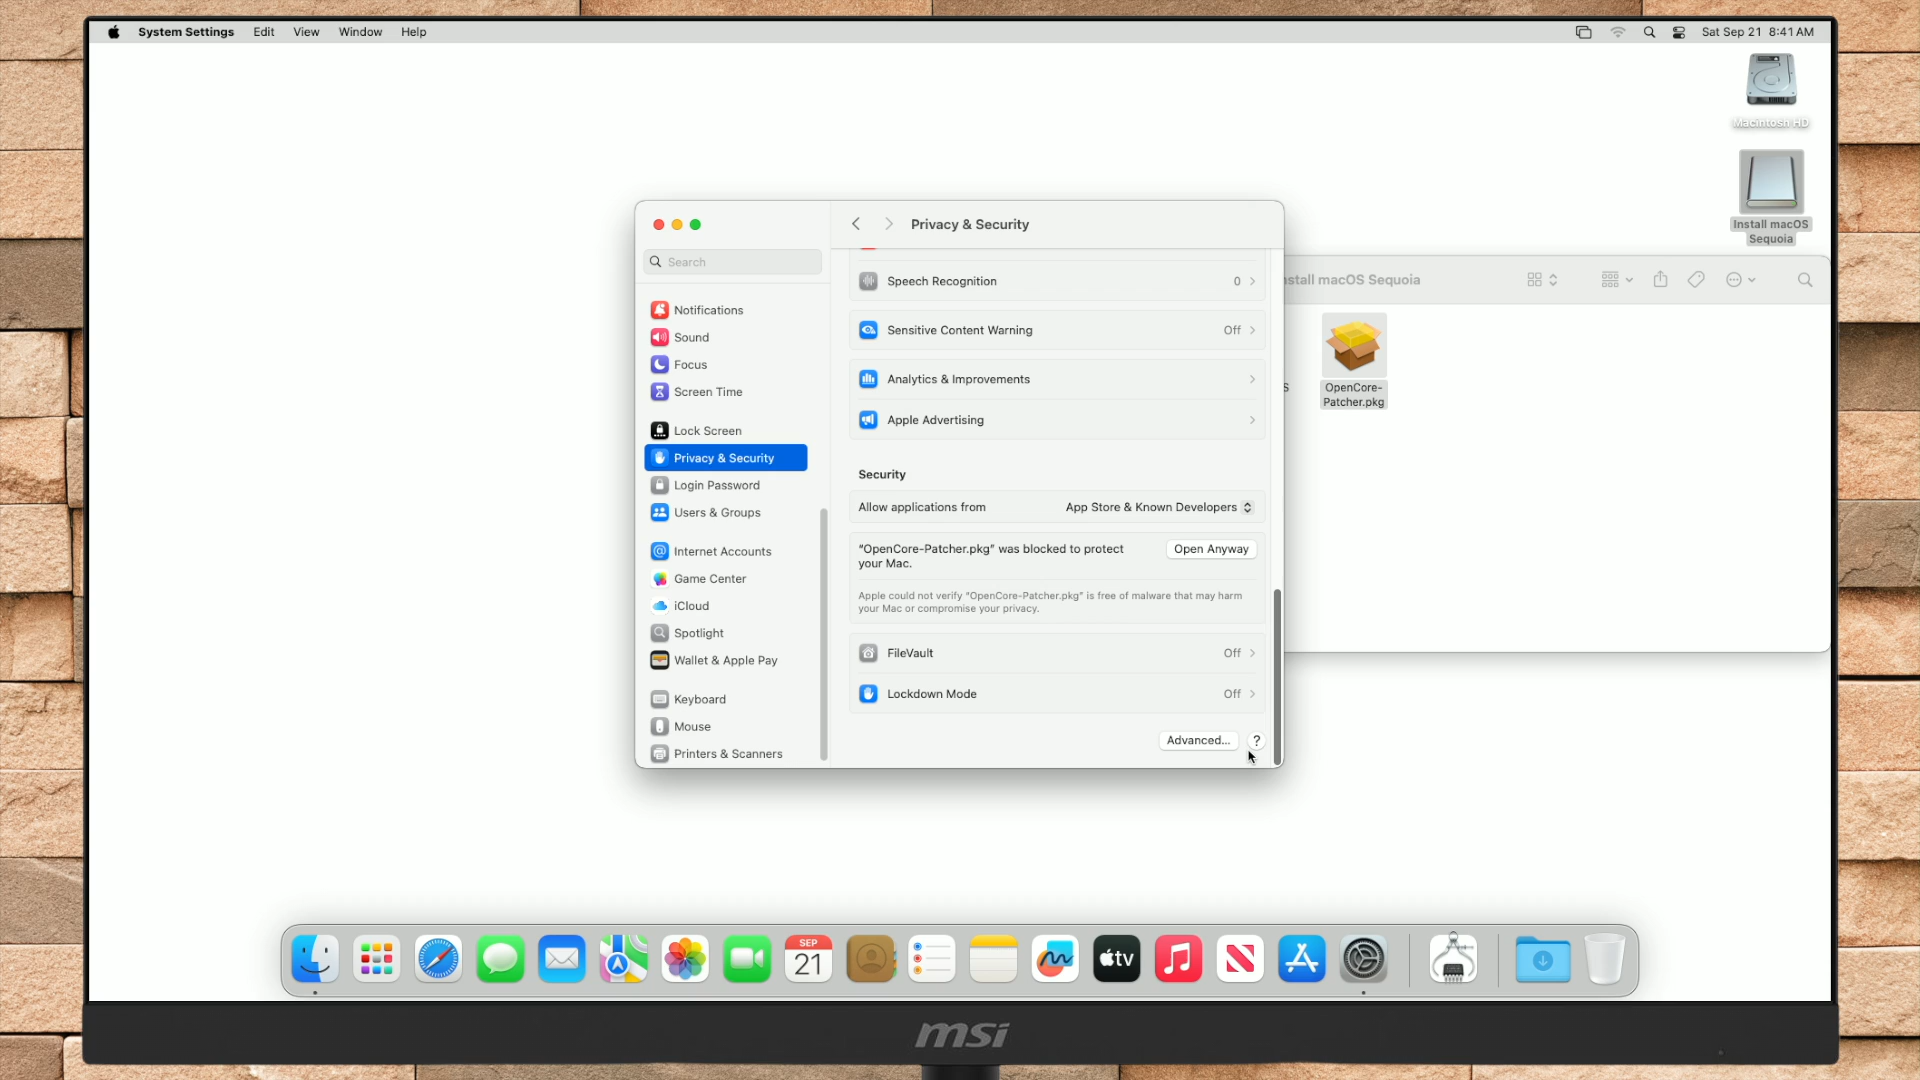 System Settings Edit View Window Help
Sat Sep 21 8:41 AM
Macintosh HD
Install macOS
Sequoia
Privacy & Security
Search
Notifications
Sound
Focus
Screen Time
Lock Screen
Privacy & Security
Login Password
Users & Groups
Internet Accounts
Game Center
iCloud
Spotlight
Wallet & Apple Pay
Keyboard
Mouse
Printers & Scanners
Speech Recognition 0
Sensitive Content Warning Off
Analytics & Improvements
Apple Advertising
Security
Allow applications from App Store & Known Developers
"OpenCore-Patcher.pkg" was blocked to protect
your Mac.
Open Anyway
Apple could not verify "OpenCore-Patcher.pkg" is free of malware that may harm
your Mac or compromise your privacy.
FileVault Off
Lockdown Mode Off
Advanced... ?
nstall macOS Sequoia
S
OpenCore-
Patcher.pkg
SEP
21
tv
msi